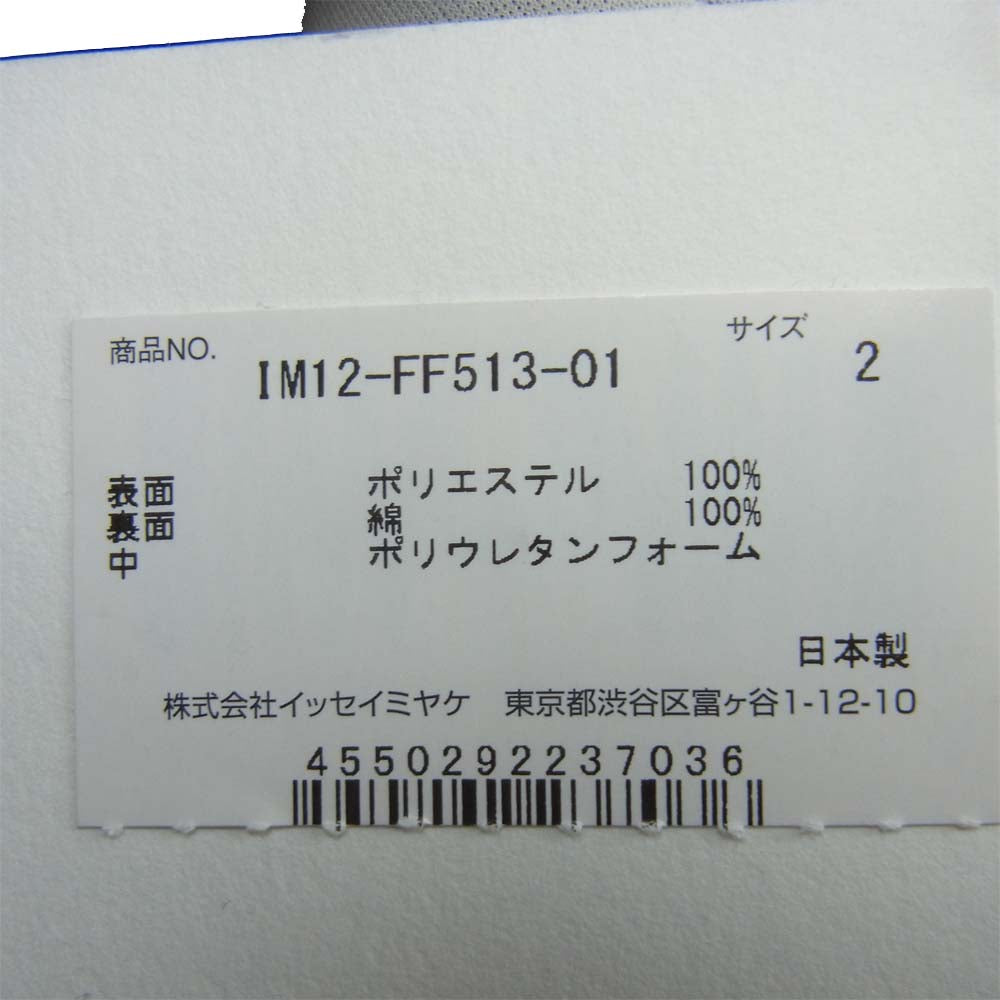 商品NO. IM12-FF513-01 サイズ 2
表面 ポリエステル 100%
裏面 綿 100%
中 ポリウレタンフォーム
日本製
株式会社イッセイミヤケ 東京都渋谷区富ヶ谷1-12-10
4550292237036